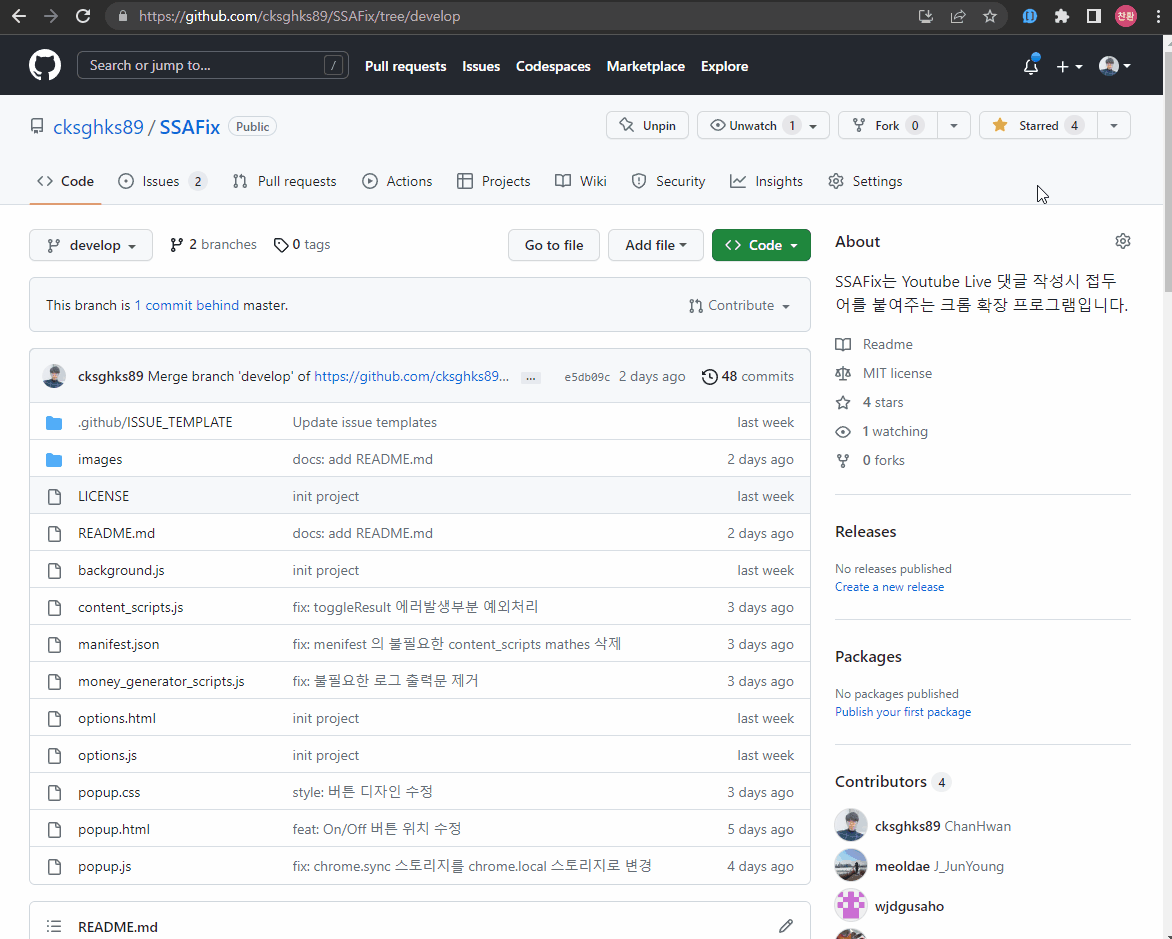 https://github.com/cksghks89/SSAFix/tree/develop
찬환
Search or jump to... /
Pull requests Issues Codespaces Marketplace Explore
cksghks89 / SSAFix Public
Unpin Unwatch 1 Fork 0 Starred 4
Code Issues 2 Pull requests Actions Projects Wiki Security Insights Settings
develop 2 branches 0 tags Go to file Add file Code
This branch is 1 commit behind master. Contribute
cksghks89 Merge branch 'develop' of https://github.com/cksghks89... ... e5db09c 2 days ago 48 commits
.github/ISSUE_TEMPLATE Update issue templates last week
images docs: add README.md 2 days ago
LICENSE init project last week
README.md docs: add README.md 2 days ago
background.js init project last week
content_scripts.js fix: toggleResult 에러발생부분 예외처리 3 days ago
manifest.json fix: menifest 의 불필요한 content_scripts mathes 삭제 3 days ago
money_generator_scripts.js fix: 불필요한 로그 출력문 제거 3 days ago
options.html init project last week
options.js init project last week
popup.css style: 버튼 디자인 수정 3 days ago
popup.html feat: On/Off 버튼 위치 수정 5 days ago
popup.js fix: chrome.sync 스토리지를 chrome.local 스토리지로 변경 4 days ago
README.md
About
SSAFix는 Youtube Live 댓글 작성시 접두
어를 붙여주는 크롬 확장 프로그램입니다.
Readme
MIT license
4 stars
1 watching
0 forks
Releases
No releases published
Create a new release
Packages
No packages published
Publish your first package
Contributors 4
cksghks89 ChanHwan
meoldae J_JunYoung
wjdgusaho